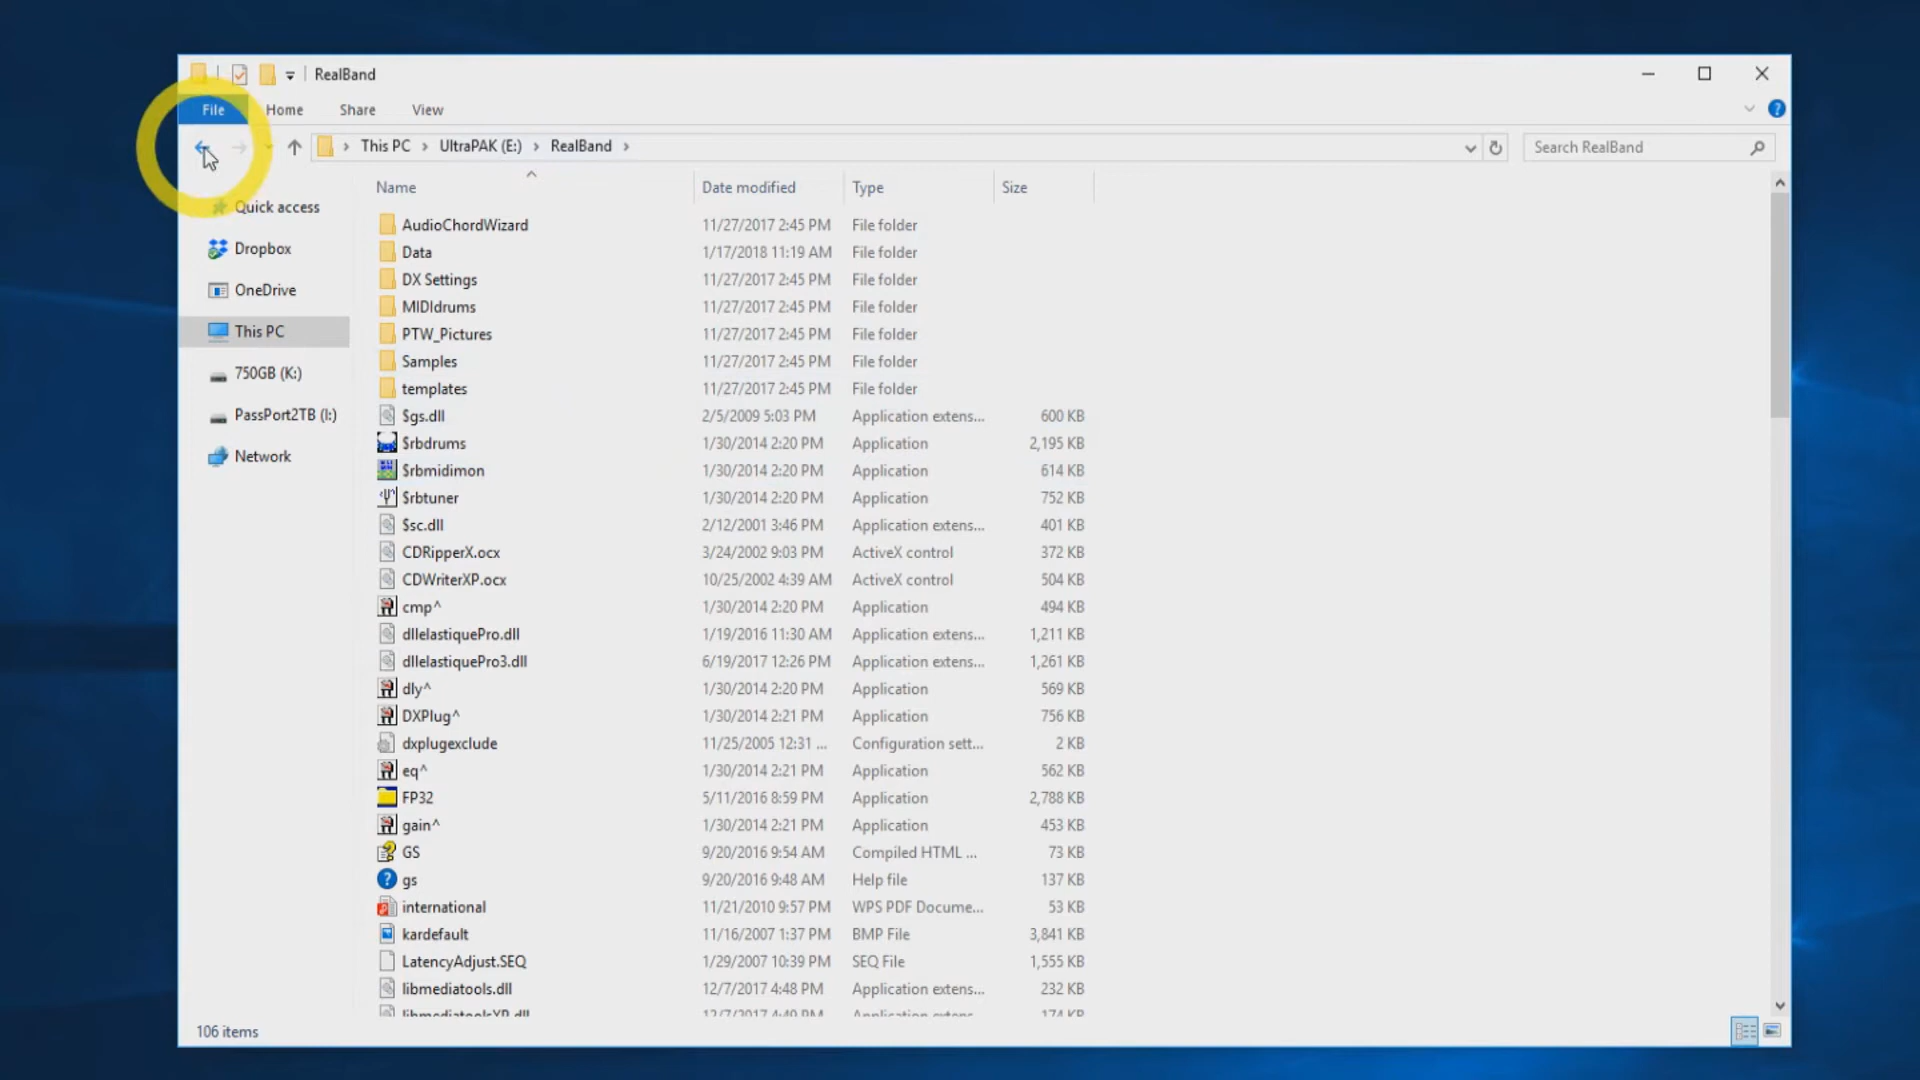 RealBand
File Home Share View
This PC UltraPAK (E:) RealBand Search RealBand
Name Date modified Type Size
Quick access
Dropbox
OneDrive
This PC
750GB (K:)
PassPort2TB (I:)
Network
AudioChordWizard 11/27/2017 2:45 PM File folder
Data 1/17/2018 11:19 AM File folder
DX Settings 11/27/2017 2:45 PM File folder
MIDIdrums 11/27/2017 2:45 PM File folder
PTW_Pictures 11/27/2017 2:45 PM File folder
Samples 11/27/2017 2:45 PM File folder
templates 11/27/2017 2:45 PM File folder
$gs.dll 2/5/2009 5:03 PM Application extens... 600 KB
$rbdrums 1/30/2014 2:20 PM Application 2,195 KB
$rbmidimon 1/30/2014 2:20 PM Application 614 KB
$rbtuner 1/30/2014 2:20 PM Application 752 KB
$sc.dll 2/12/2001 3:46 PM Application extens... 401 KB
CDRipperX.ocx 3/24/2002 9:03 PM ActiveX control 372 KB
CDWriterXP.ocx 10/25/2002 4:39 AM ActiveX control 504 KB
cmp^ 1/30/2014 2:20 PM Application 494 KB
dllelastiquePro.dll 1/19/2016 11:30 AM Application extens... 1,211 KB
dllelastiquePro3.dll 6/19/2017 12:26 PM Application extens... 1,261 KB
dly^ 1/30/2014 2:20 PM Application 569 KB
DXPlug^ 1/30/2014 2:21 PM Application 756 KB
dxplugexclude 11/25/2005 12:31 ... Configuration sett... 2 KB
eq^ 1/30/2014 2:21 PM Application 562 KB
FP32 5/11/2016 8:59 PM Application 2,788 KB
gain^ 1/30/2014 2:21 PM Application 453 KB
GS 9/20/2016 9:54 AM Compiled HTML ... 73 KB
gs 9/20/2016 9:48 AM Help file 137 KB
international 11/21/2010 9:57 PM WPS PDF Docume... 53 KB
kardefault 11/16/2007 1:37 PM BMP File 3,841 KB
LatencyAdjust.SEQ 1/29/2007 10:39 PM SEQ File 1,555 KB
libmediatools.dll 12/7/2017 4:48 PM Application extens... 232 KB
libmediatoolsXP.dll 12/7/2017 4:49 PM Application extens... 174 KB
106 items